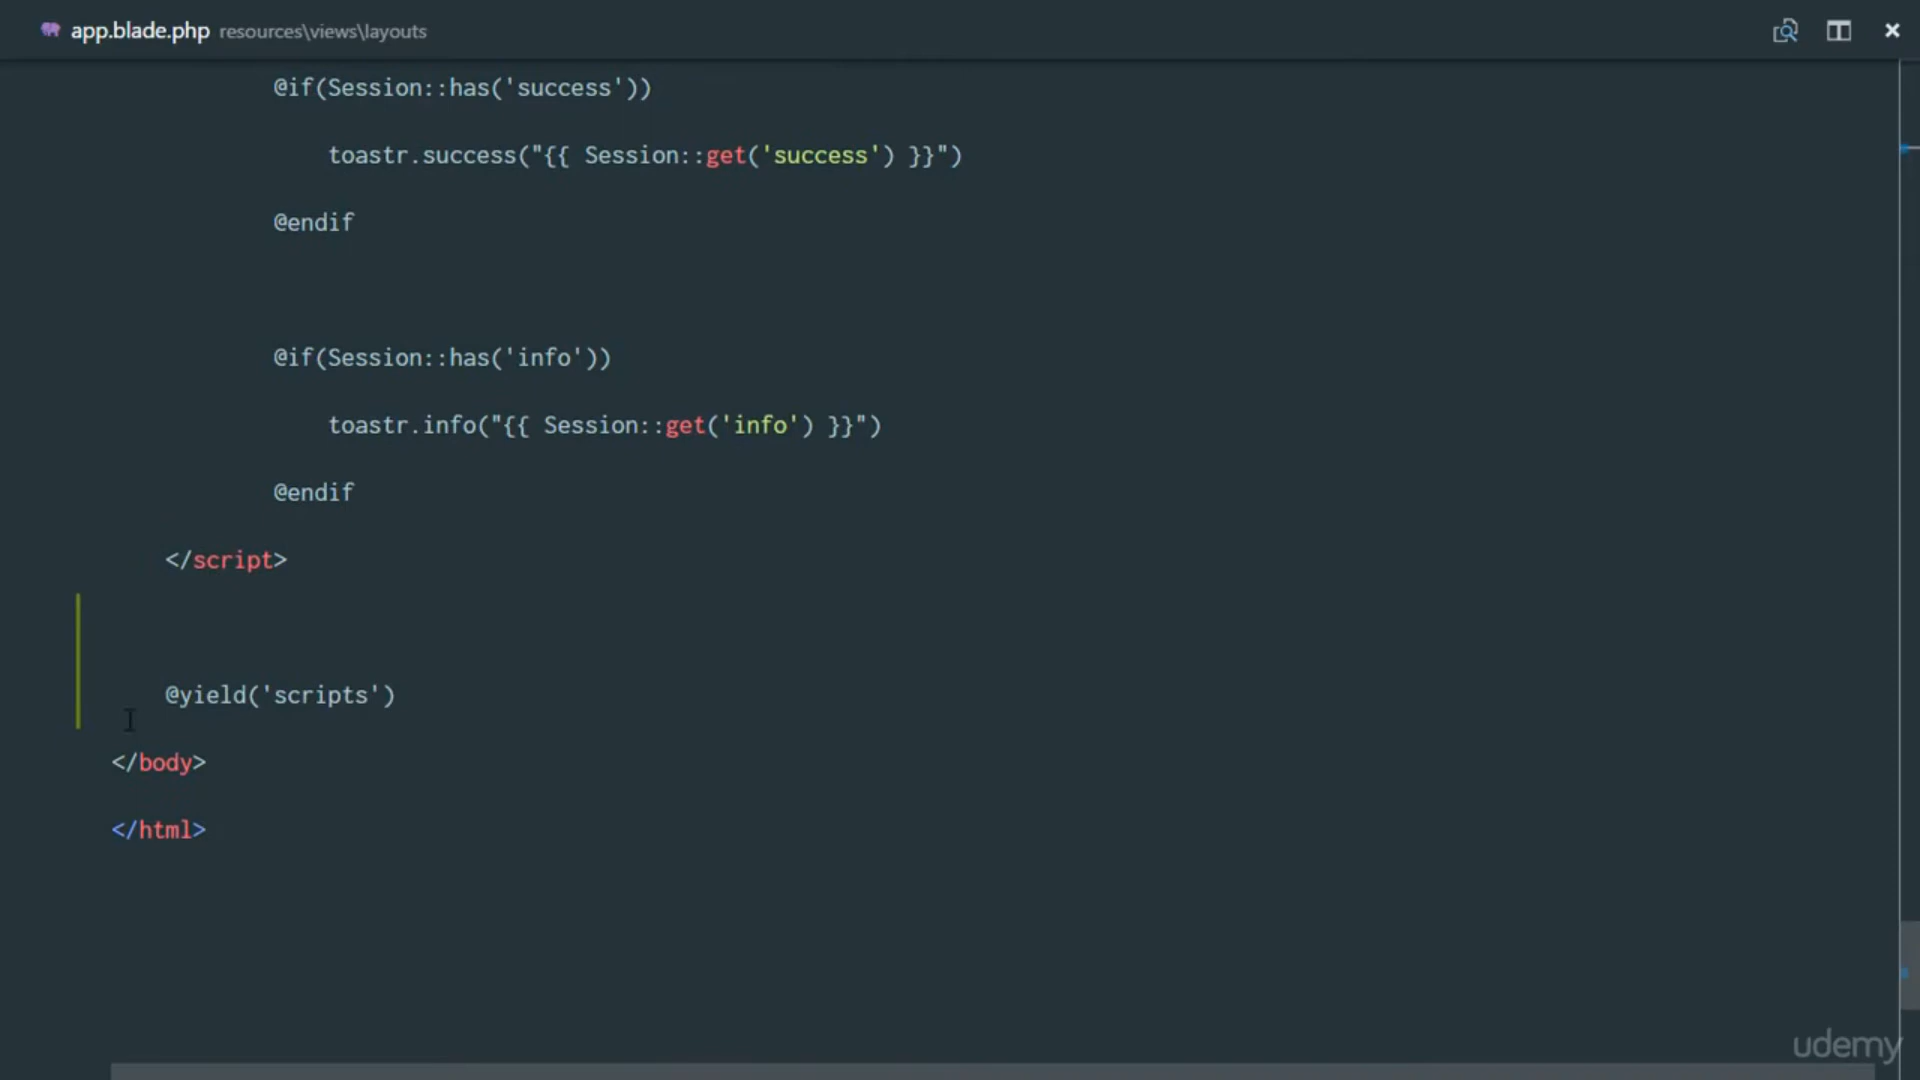 app.blade.php resources\views\layouts
@if(Session::has('success'))
toastr.success("{{ Session::get('success') }}")
@endif
@if(Session::has('info'))
toastr.info("{{ Session::get('info') }}")
@endif
</script>
@yield('scripts')
</body>
</html>
udemy